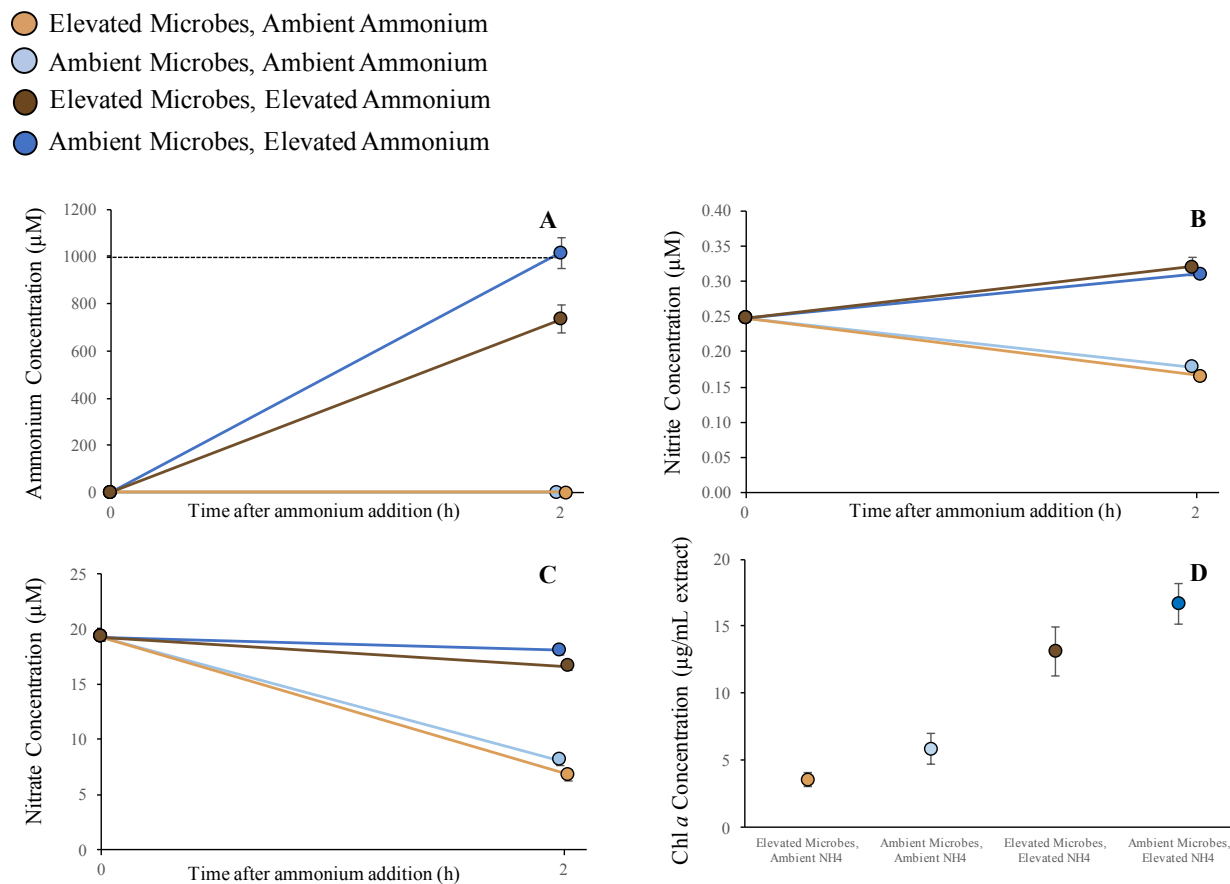 Elevated Microbes, Ambient Ammonium
Ambient Microbes, Ambient Ammonium
Elevated Microbes, Elevated Ammonium
Ambient Microbes, Elevated Ammonium
A
Ammonium Concentration (µM)
1200
1000
800
600
400
200
0
0
Time after ammonium addition (h)
2
B
Nitrite Concentration (µM)
0.40
0.35
0.30
0.25
0.20
0.15
0.10
0.05
0.00
0
Time after ammonium addition (h)
2
C
Nitrate Concentration (µM)
25
20
15
10
5
0
0
Time after ammonium addition (h)
2
D
Chl a Concentration (µg/mL extract)
20
15
10
5
0
Elevated Microbes,
Ambient NH4
Ambient Microbes,
Ambient NH4
Elevated Microbes,
Elevated NH4
Ambient Microbes,
Elevated NH4